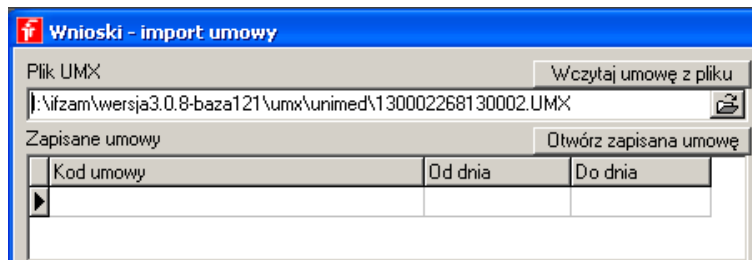 Wnioski - import umowy
Plik UMX Wczytaj umowę z pliku
:\ifzam\wersja3.0.8-baza121\umx\unimed\130002268130002.UMX
Zapisane umowy Otwórz zapisana umowę
Kod umowy Od dnia Do dnia